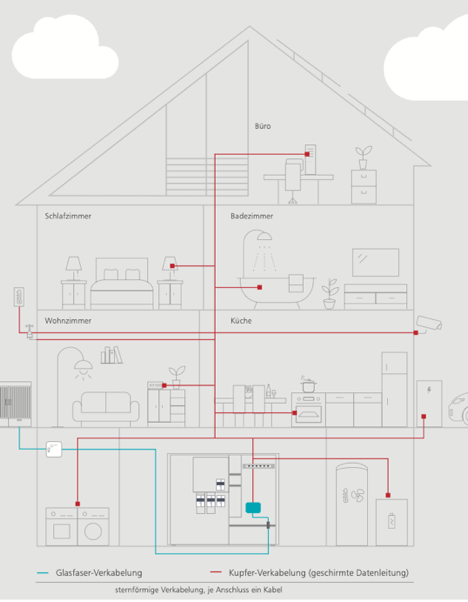 Büro
Schlafzimmer
Badezimmer
Wohnzimmer
Küche
Glasfaser-Verkabelung
Kupfer-Verkabelung (geschirmte Datenleitung)
sternförmige Verkabelung, je Anschluss ein Kabel